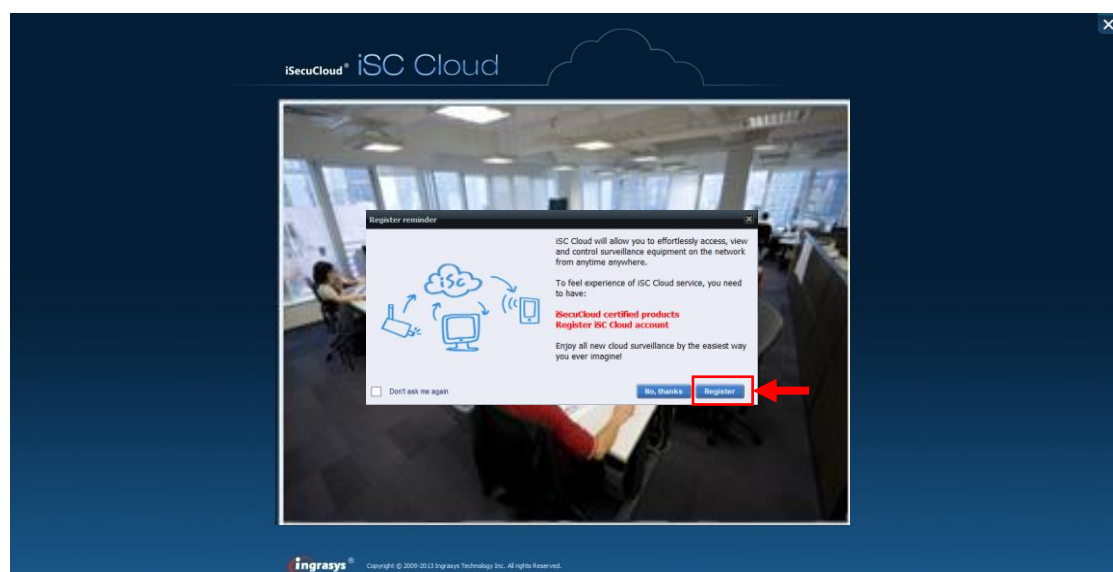 iSecuCloud® iSC Cloud
Register reminder
iSC Cloud will allow you to effortlessly access, view
and control surveillance equipment on the network
from anytime anywhere.
To feel experience of iSC Cloud service, you need
to have:
iSecuCloud certified products
Register iSC Cloud account
Enjoy all new cloud surveillance by the easiest way
you ever imagine!
iSC
Don't ask me again
No, thanks
Register
ingrasys®
Copyright © 2009-2013 Ingrasys Technology Inc. All rights Reserved.